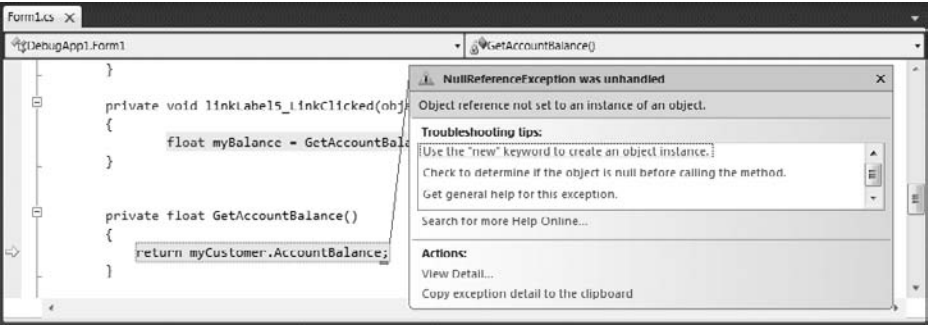 Form1.cs X
DebugApp1.Form1
GetAccountBalance()
}
private void linkLabel5_LinkClicked(obj
{
float myBalance = GetAccountBala
}
private float GetAccountBalance()
{
return myCustomer.AccountBalance;
}
NullReferenceException was unhandled
Object reference not set to an instance of an object.
Troubleshooting tips:
Use the "new" keyword to create an object instance.
Check to determine if the object is null before calling the method.
Get general help for this exception.
Search for more Help Online...
Actions:
View Detail...
Copy exception detail to the clipboard